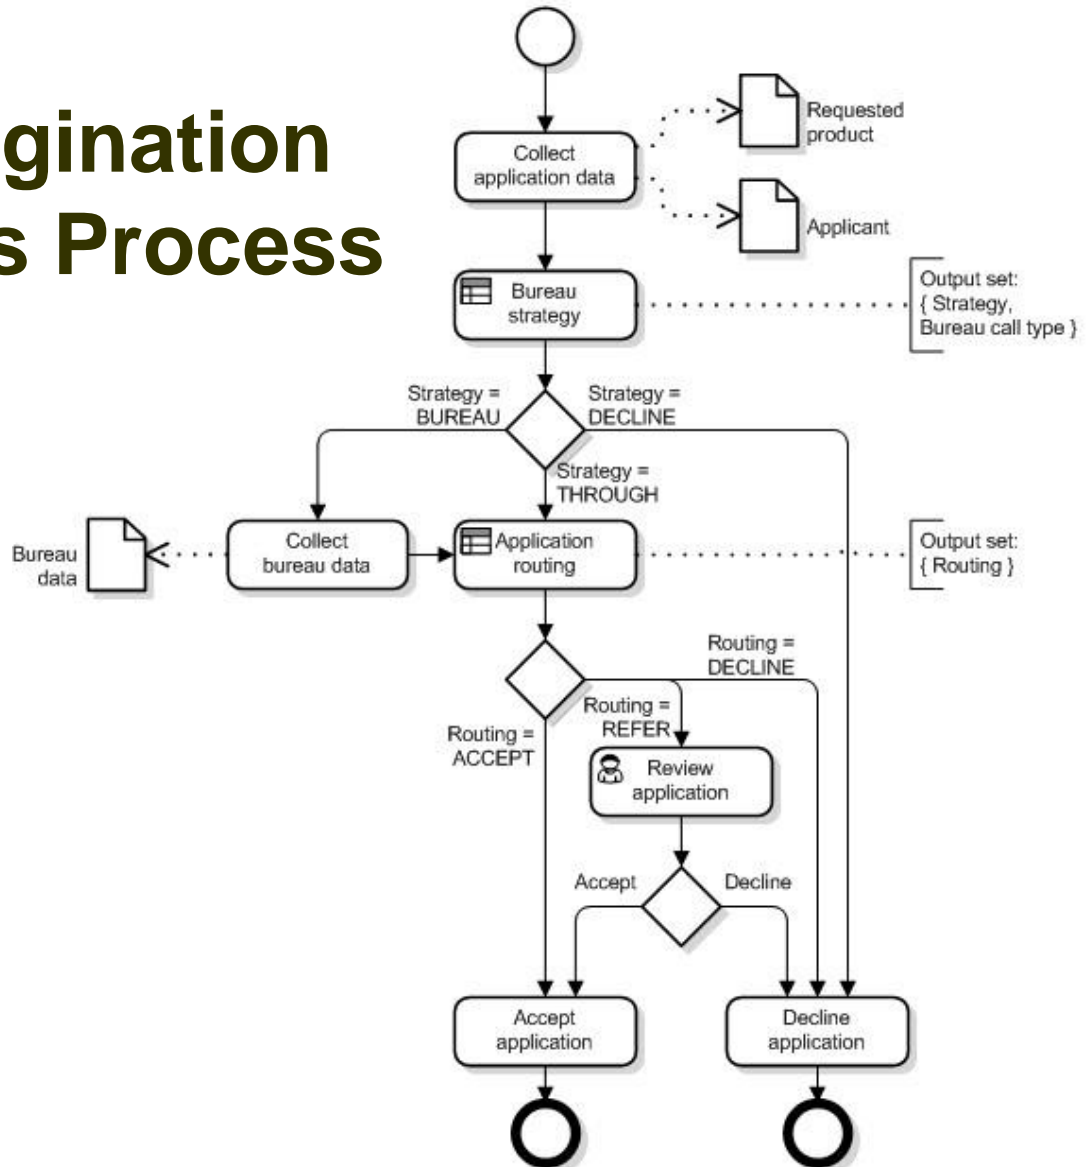 gination
s Process
Collect
application data
Requested
product
Applicant
Bureau
strategy
Output set:
{ Strategy,
Bureau call type }
Strategy =
BUREAU
Strategy =
DECLINE
Strategy =
THROUGH
Bureau
data
Collect
bureau data
Application
routing
Output set:
{ Routing }
Routing =
DECLINE
Routing =
REFER
Routing =
ACCEPT
Review
application
Accept
Decline
Accept
application
Decline
application